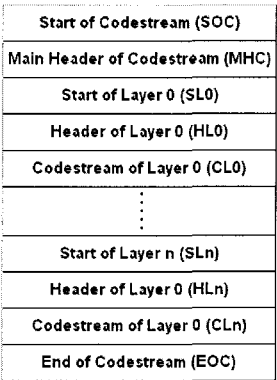 Start of Codestream (SOC)
Main Header of Codestream (MHC)
Start of Layer 0 (SL0)
Header of Layer 0 (HL0)
Codestream of Layer 0 (CL0)
Start of Layer n (SLn)
Header of Layer 0 (HLn)
Codestream of Layer 0 (CLn)
End of Codestream (EOC)